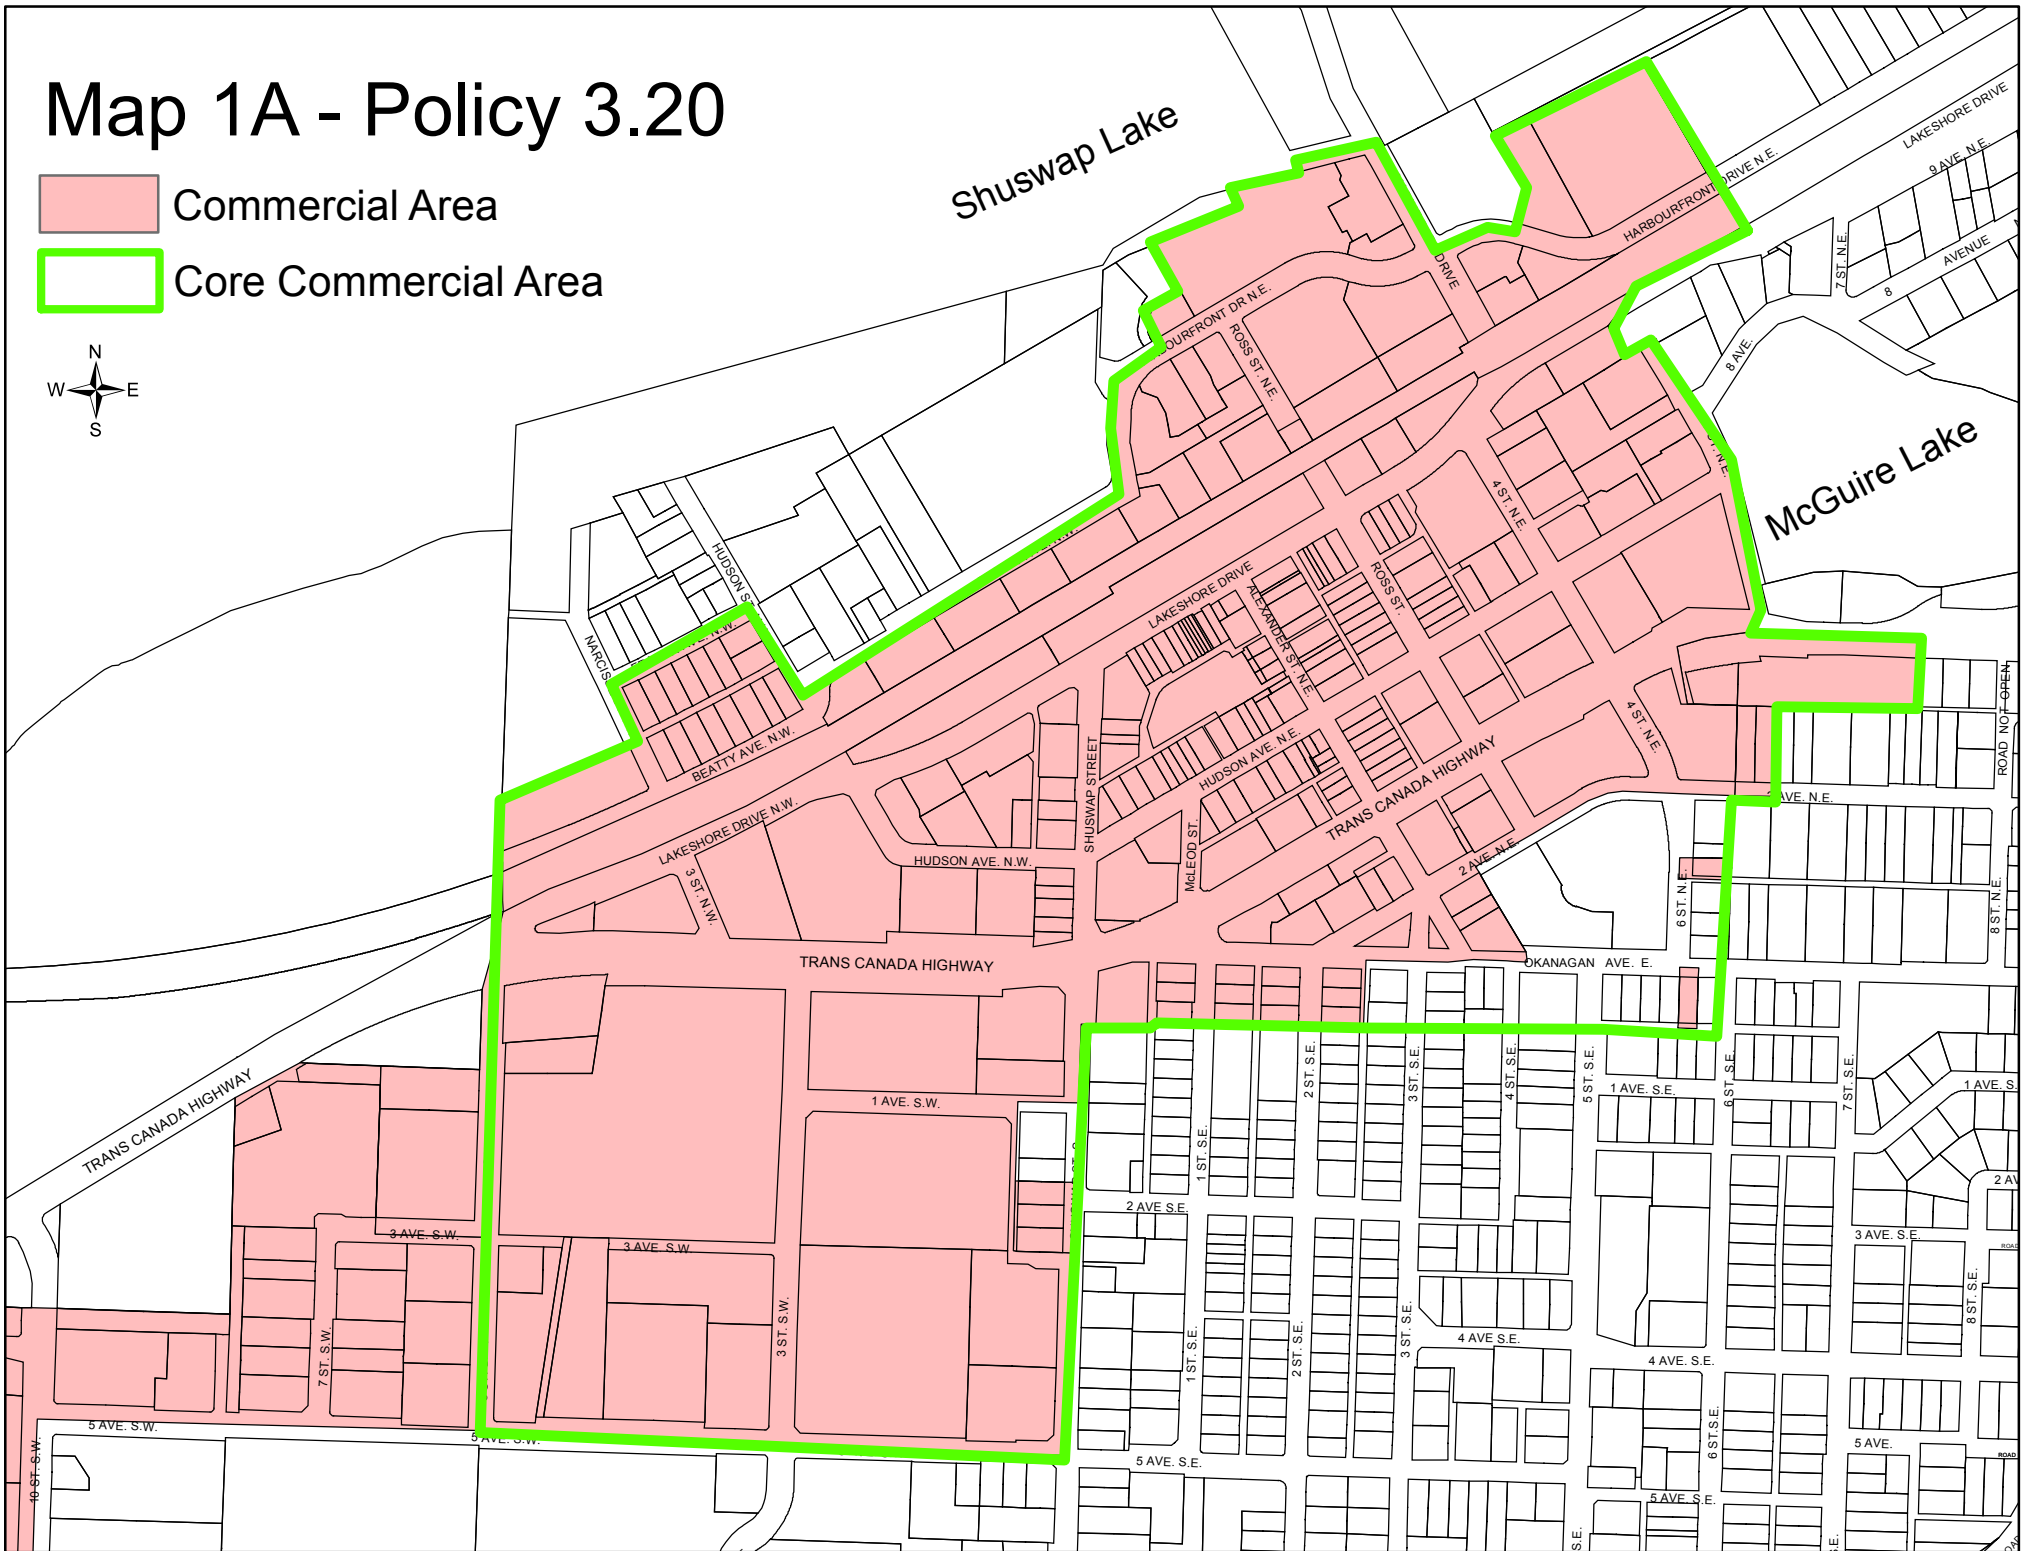 Map 1A - Policy 3.20
Commercial Area
Core Commercial Area
N
W E
S
Shuswap Lake
McGuire Lake
LAKESHORE DRIVE
9 AVE. N.E.
HARBOURFRONT DRIVE N.E.
7 ST. N.E.
8 AVENUE
8 AVE.
DRIVE
OURFRONT DR N.E.
ROSS ST. N.E.
ST. N.E.
4 ST. N.E.
HUDSON S
NARCIS
BEATTY AVE. N.W.
LAKESHORE DRIVE
ALEXANDER ST. N.E.
ROSS ST.
ROAD NOT OPEN
4 ST. N.E.
SHUSWAP STREET
HUDSON AVE. N.E.
TRANS CANADA HIGHWAY
LAKESHORE DRIVE N.W.
HUDSON AVE. N.W.
McLEOD ST.
AVE. N.E.
2 AVE. N.E.
3 ST. N.W.
6 ST. N.E.
8 ST. N.E.
TRANS CANADA HIGHWAY
OKANAGAN AVE. E.
TRANS CANADA HIGHWAY
1 AVE. S.W.
2 ST. S.E.
3 ST. S.E.
4 ST. S.E.
5 ST. S.E.
1 AVE. S.E.
6 ST. S.E.
7 ST. S.E.
1 AVE. S.
1 ST. S.E.
2 AVE S.E.
2 AV
3 AVE. S.W.
3 AVE. S.W.
3 AVE. S.E.
ROAD
7 ST. S.W.
3 ST. S.W.
1 ST. S.E.
2 ST. S.E.
3 ST. S.E.
4 AVE S.E.
4 AVE. S.E.
8 ST. S.E.
5 AVE. S.W.
5 AVE. S.W.
5 AVE. S.E.
6 ST. S.E.
5 AVE.
ROAD
10 ST. S.W.
5 AVE. S.E.
S.E.
S.E.